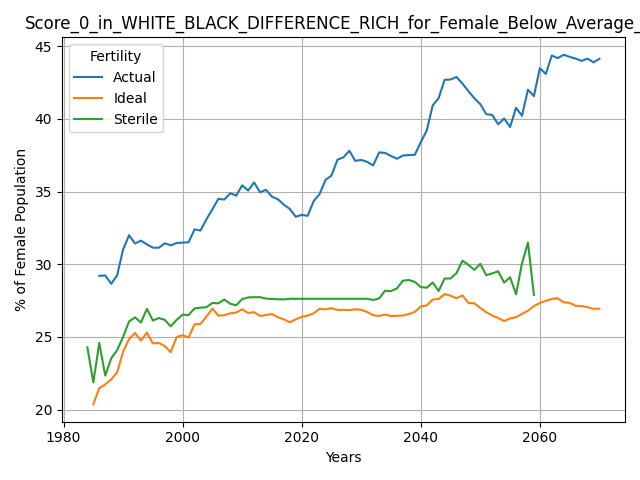 Score_0_in_WHITE_BLACK_DIFFERENCE_RICH_for_Female_Below_Average_
Fertility
Actual
Ideal
Sterile
45
40
35
30
25
20
% of Female Population
1980
2000
2020
2040
2060
Years